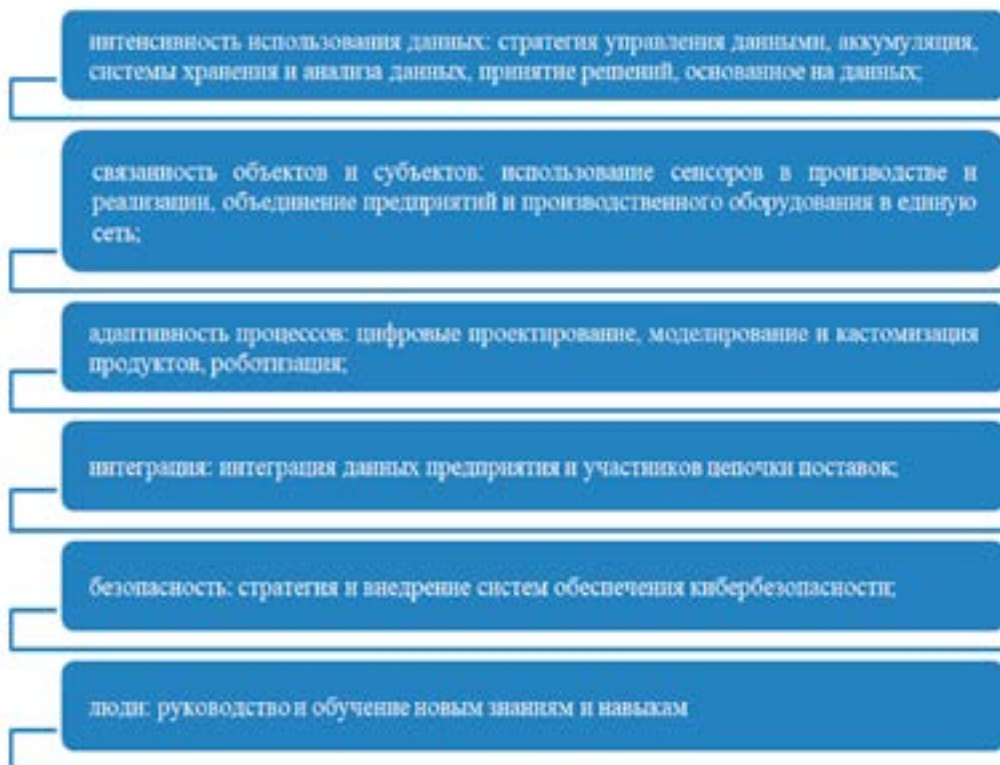 интенсивность использования данных: стратегия управления данными, аккумуляция,
системы хранения и анализа данных, принятие решений, основанное на данных;
связанность объектов и субъектов: использование сенсоров в производстве и
реализации, объединение предприятий и производственного оборудования в единую
сеть;
адаптивность процессов: цифровые проектирование, моделирование и кастомизация
продуктов, роботизация;
интеграция: интеграция данных предприятия и участников цепочки поставок;
безопасность: стратегия и внедрение систем обеспечения кибербезопасности;
люди: руководство и обучение новым знаниям и навыкам